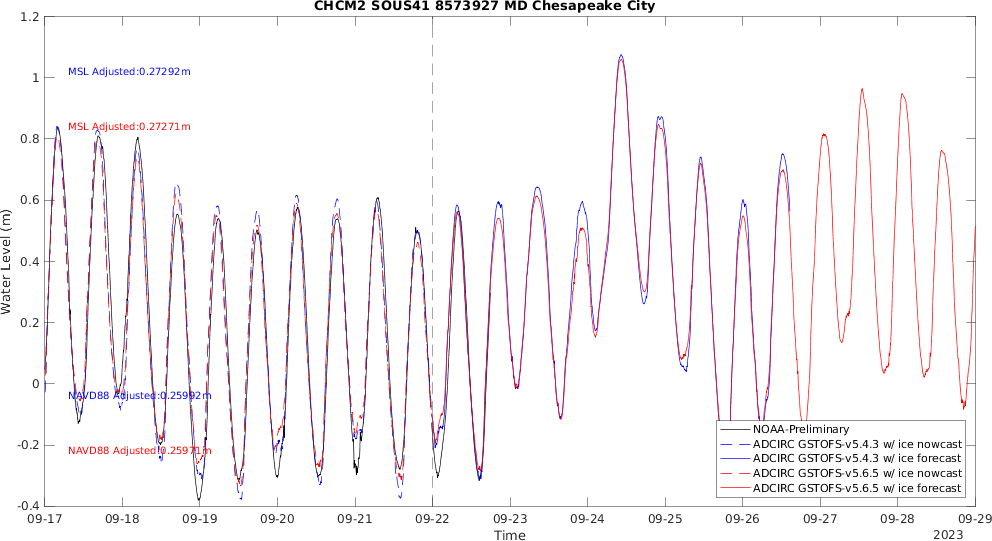 CHCM2 SOUS41 8573927 MD Chesapeake City
1.2
1
0.8
0.6
0.4
0.2
0
-0.2
-0.4
Water Level (m)
MSL Adjusted:0.27292m
MSL Adjusted:0.27271m
NAVD88 Adjusted:0.25992m
NAVD88 Adjusted:0.25971m
NOAA-Preliminary
ADCIRC GSTOFS-v5.4.3 w/ ice nowcast
ADCIRC GSTOFS-v5.4.3 w/ ice forecast
ADCIRC GSTOFS-v5.6.5 w/ ice nowcast
ADCIRC GSTOFS-v5.6.5 w/ ice forecast
09-17 09-18 09-19 09-20 09-21 09-22 09-23 09-24 09-25 09-26 09-27 09-28 09-29
Time
2023